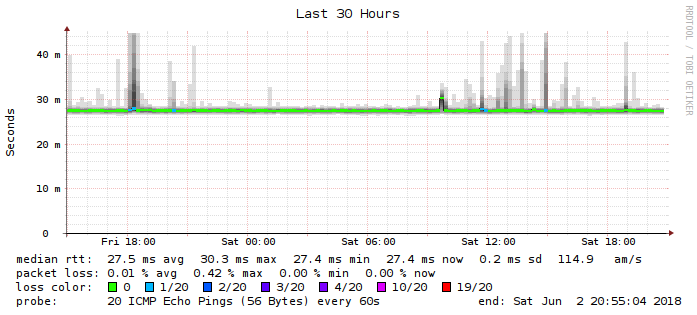 Last 30 Hours
RRDTOOL / TOBI OETIKER
Seconds
40 m
30 m
20 m
10 m
0
Fri 18:00 Sat 00:00 Sat 06:00 Sat 12:00 Sat 18:00
median rtt: 27.5 ms avg 30.3 ms max 27.4 ms min 27.4 ms now 0.2 ms sd 114.9 am/s
packet loss: 0.01 % avg 0.42 % max 0.00 % min 0.00 % now
loss color: 0 1/20 2/20 3/20 4/20 10/20 19/20
probe: 20 ICMP Echo Pings (56 Bytes) every 60s end: Sat Jun 2 20:55:04 2018